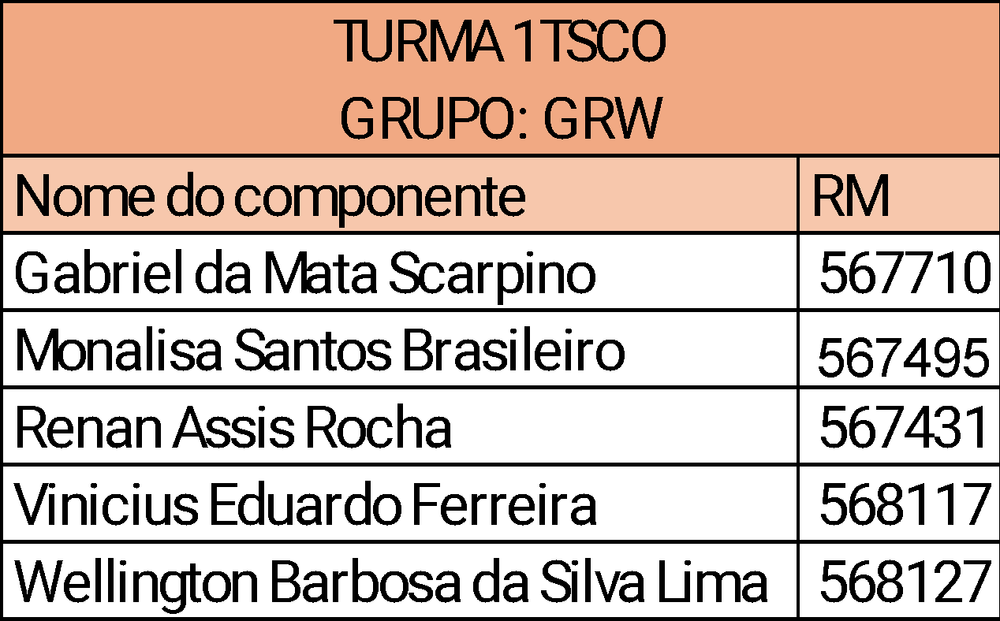 TURMA 1TSCO
GRUPO: GRW
Nome do componente RM
Gabriel da Mata Scarpino 567710
Monalisa Santos Brasileiro 567495
Renan Assis Rocha 567431
Vinicius Eduardo Ferreira 568117
Wellington Barbosa da Silva Lima 568127